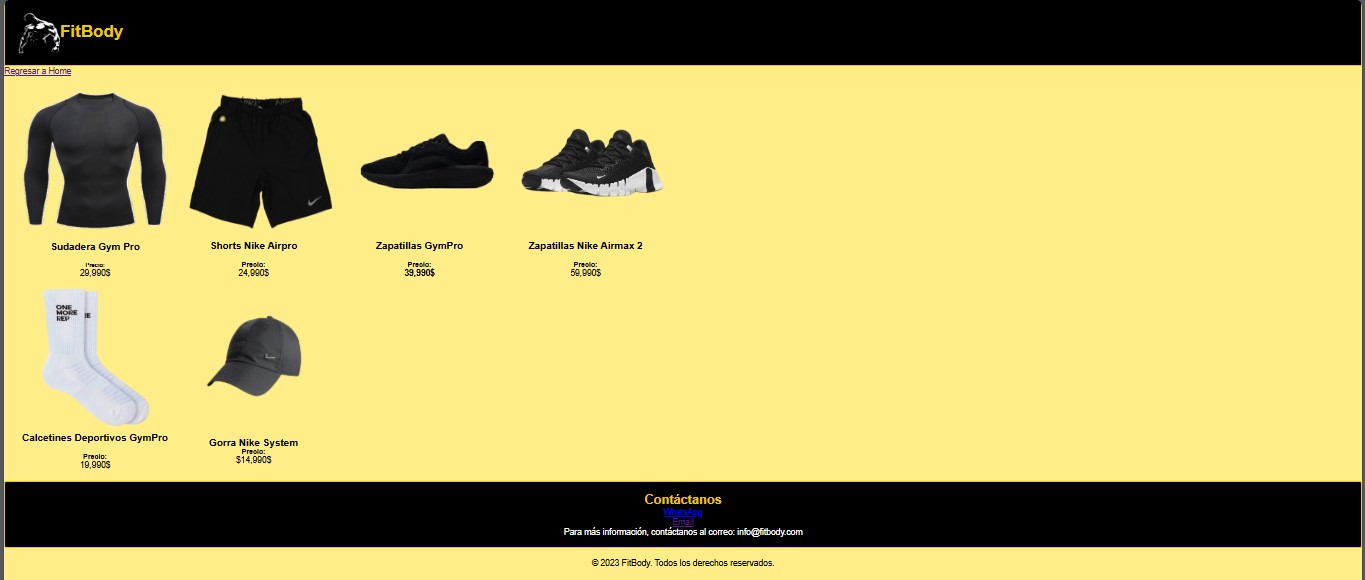 FitBody
Regresar a Home
Sudadera Gym Pro
Precio:
29,990$
Shorts Nike Airpro
Precio:
24,990$
Zapatillas GymPro
Precio:
39,990$
Zapatillas Nike Airmax 2
Precio:
59,990$
ONE
MORE
REP
RE
Calcetines Deportivos GymPro
Precio:
19,990$
Gorra Nike System
Precio:
$14,990$
Contáctanos
WhatsApp
Email
Para más información, contáctanos al correo: info@fitbody.com
© 2023 FitBody. Todos los derechos reservados.